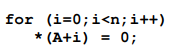 for (i=0;i<n;i++)
*(A+i) = 0;